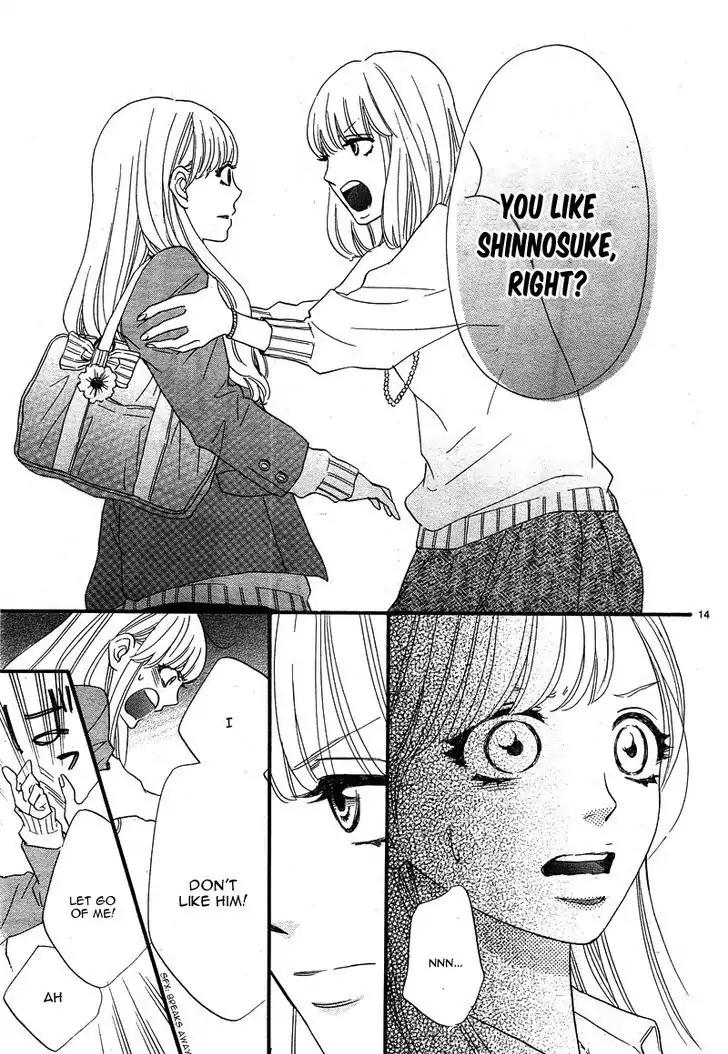 YOU LIKE
SHINNOSUKE,
RIGHT?
14
NNN...
I
DON'T
LIKE HIM!
LET GO
OF ME!
AH
SFX: BREAKS AWAY